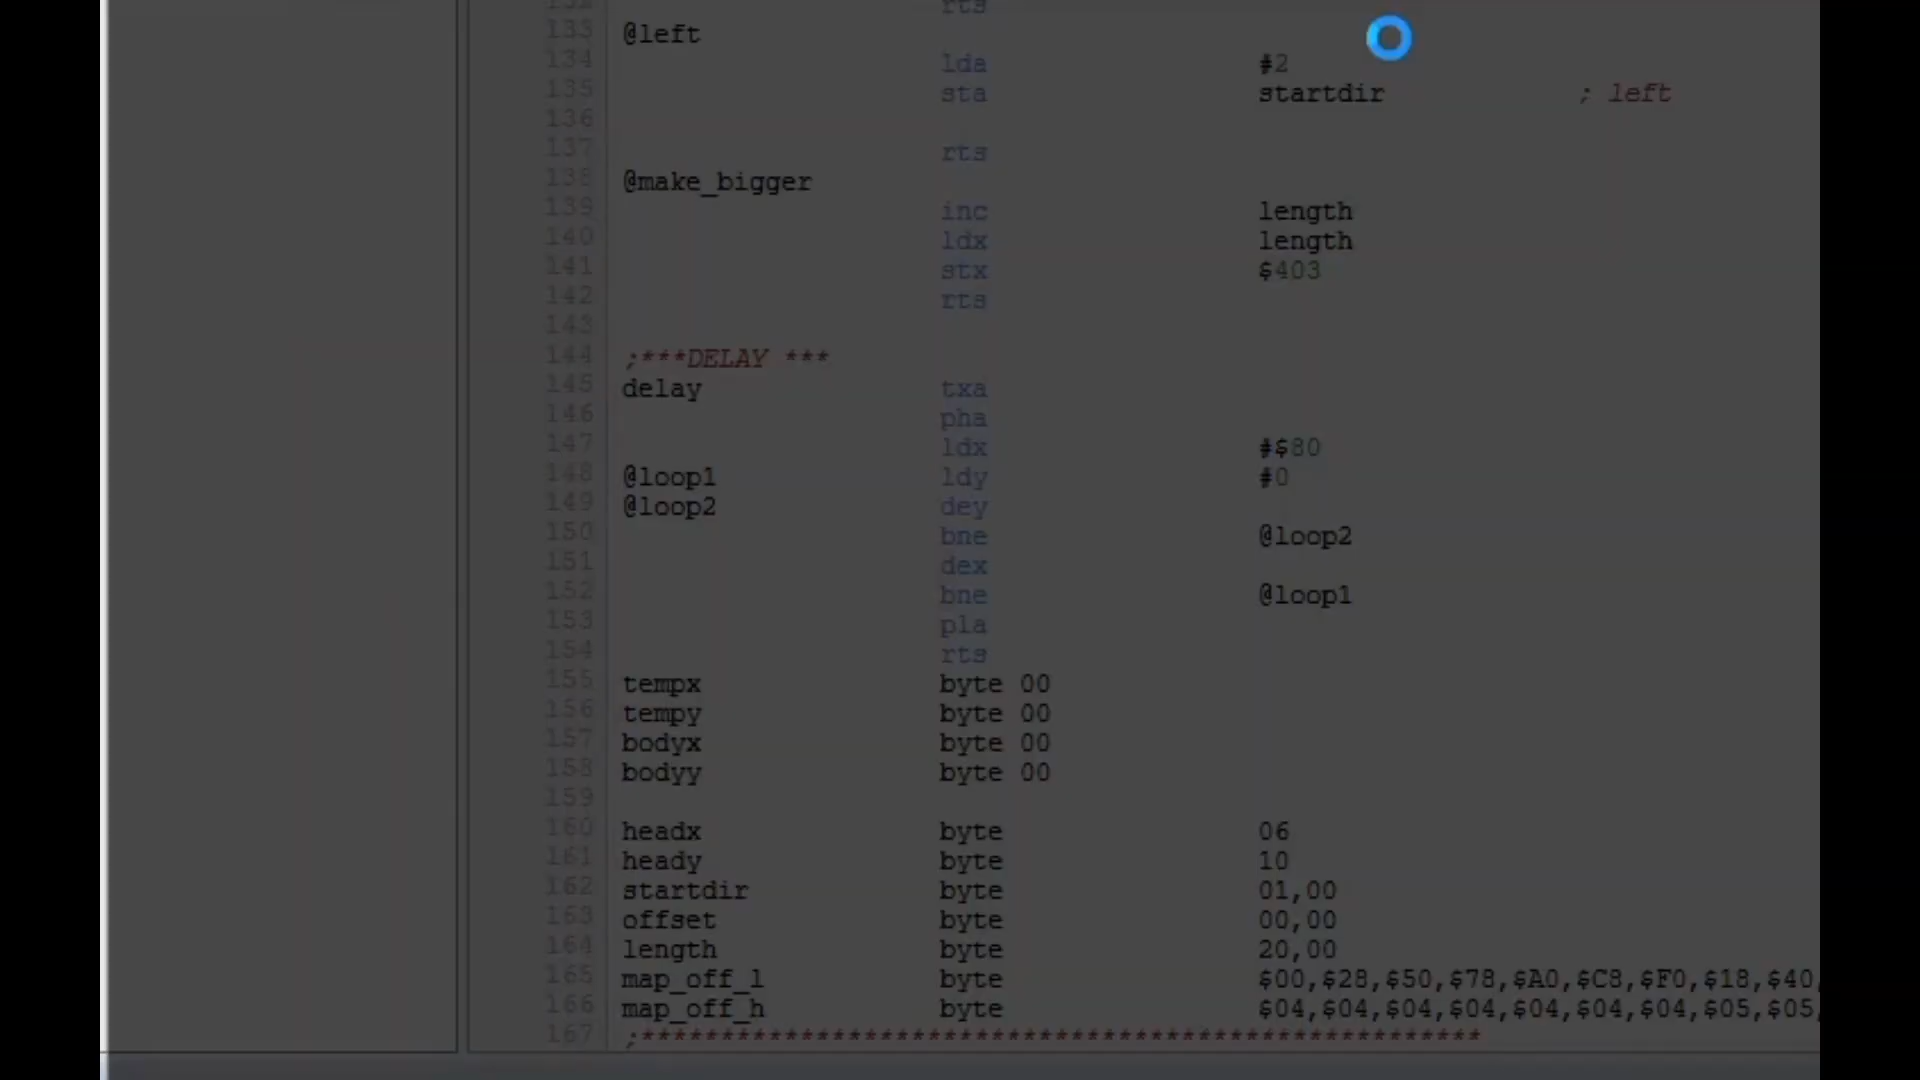 132 rts
133 @left
134 lda #2
135 sta startdir ; left
136
137 rts
138 @make_bigger
139 inc length
140 ldx length
141 stx $403
142 rts
143
144 ;***DELAY ***
145 delay txa
146 pha
147 ldx #$80
148 @loop1 ldy #0
149 @loop2 dey
150 bne @loop2
151 dex
152 bne @loop1
153 pla
154 rts
155 tempx byte 00
156 tempy byte 00
157 bodyx byte 00
158 bodyy byte 00
159
160 headx byte 06
161 heady byte 10
162 startdir byte 01,00
163 offset byte 00,00
164 length byte 20,00
165 map_off_l byte $00,$28,$50,$78,$A0,$C8,$F0,$18,$40,
166 map_off_h byte $04,$04,$04,$04,$04,$04,$04,$05,$05,
167 ;*****************************************************